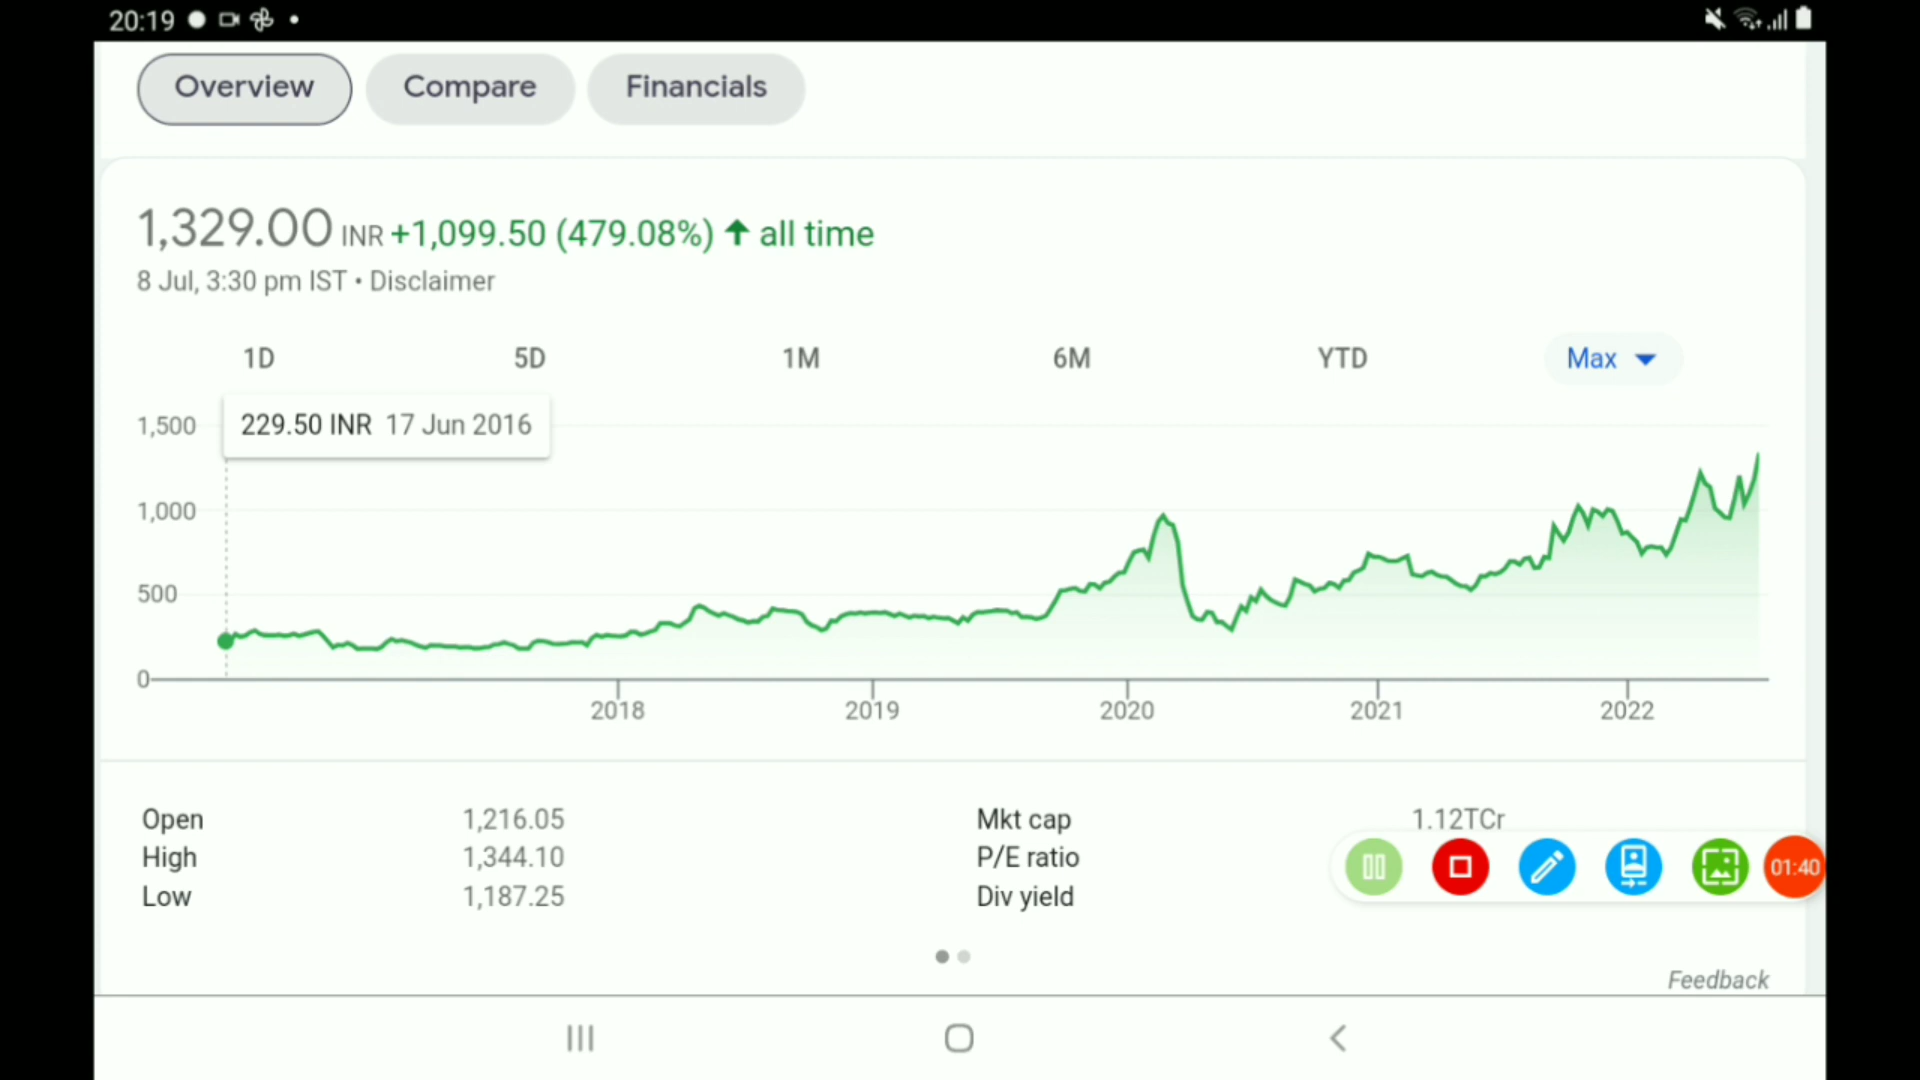 20:19
Overview Compare Financials
1,329.00 INR +1,099.50 (479.08%) ↑ all time
8 Jul, 3:30 pm IST • Disclaimer
1D 5D 1M 6M YTD Max
229.50 INR 17 Jun 2016
1,500
1,000
500
0
2018 2019 2020 2021 2022
Open 1,216.05 Mkt cap 1.12TCr
High 1,344.10 P/E ratio
Low 1,187.25 Div yield
01:40
Feedback